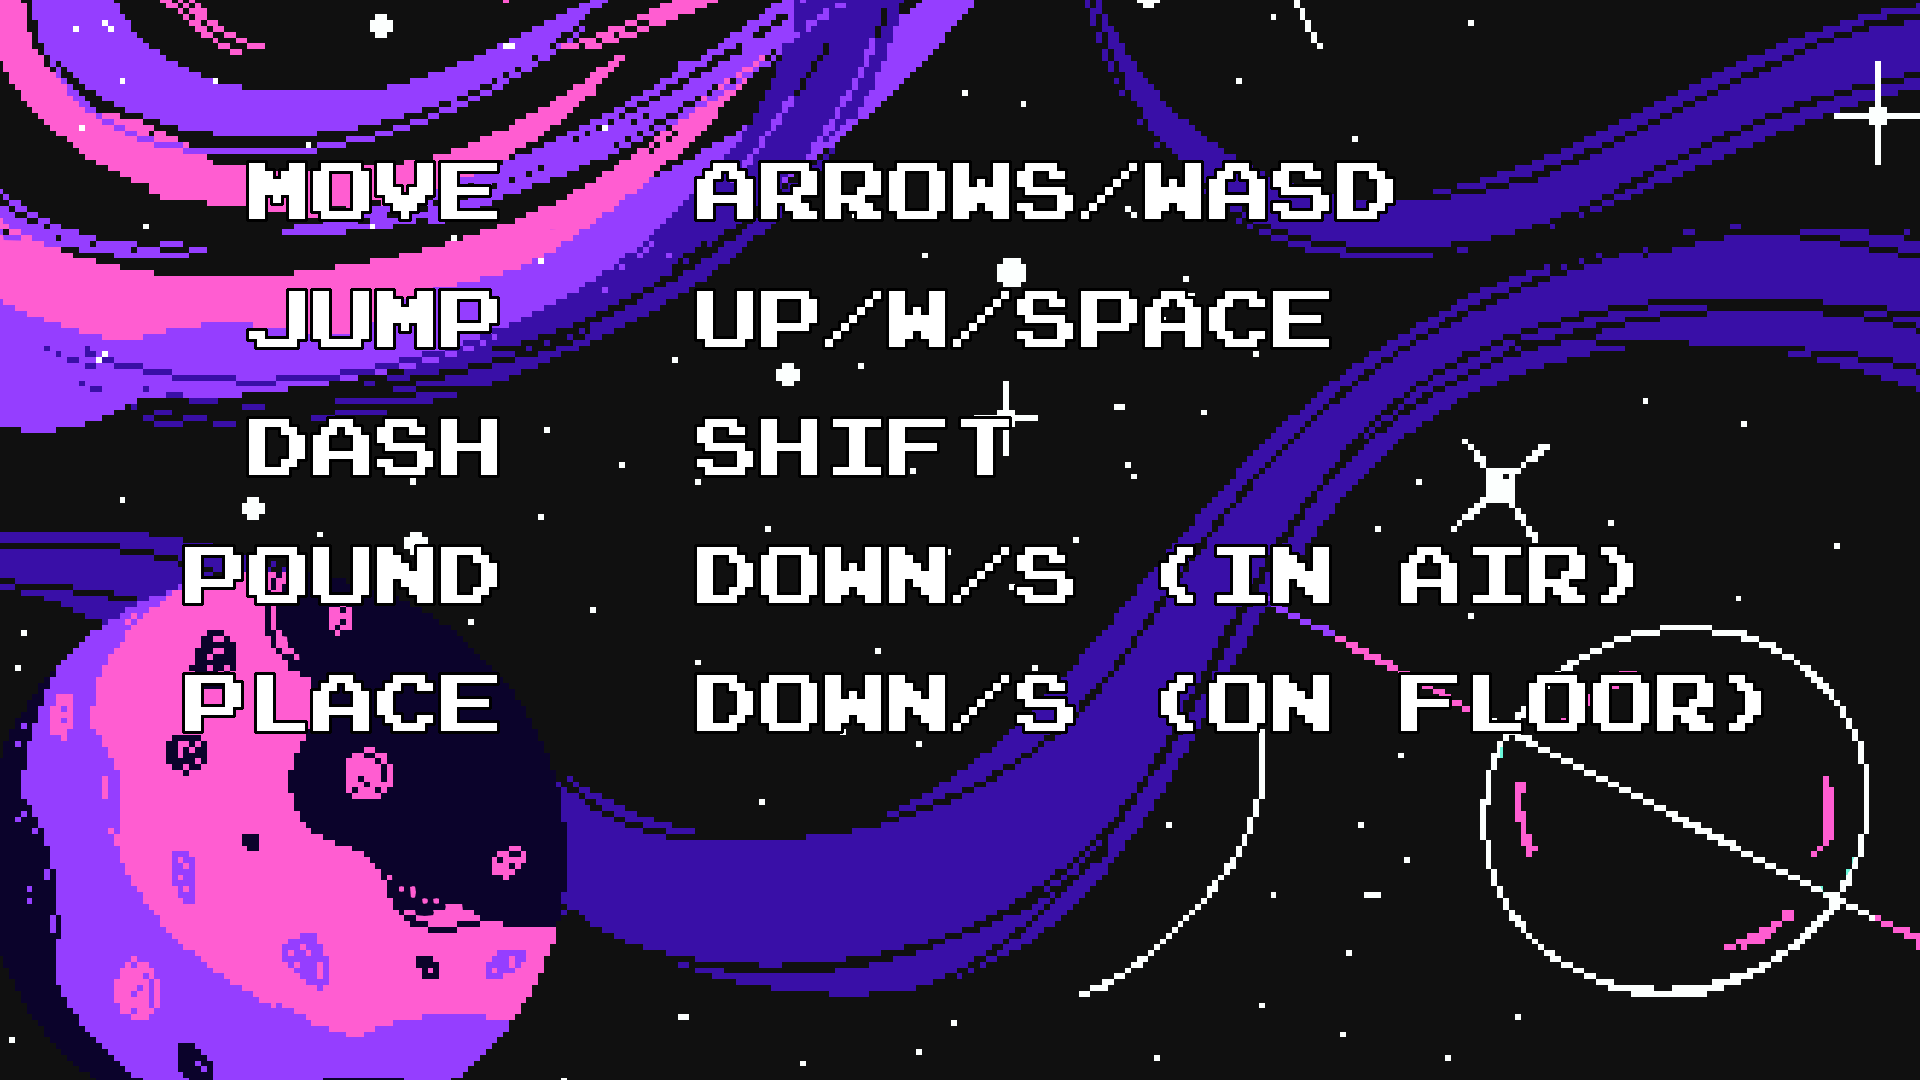 MOVE ARROWS/WASD
JUMP UP/W/SPACE
DASH SHIFT
POUND DOWN/S (IN AIR)
PLACE DOWN/S (ON FLOOR)